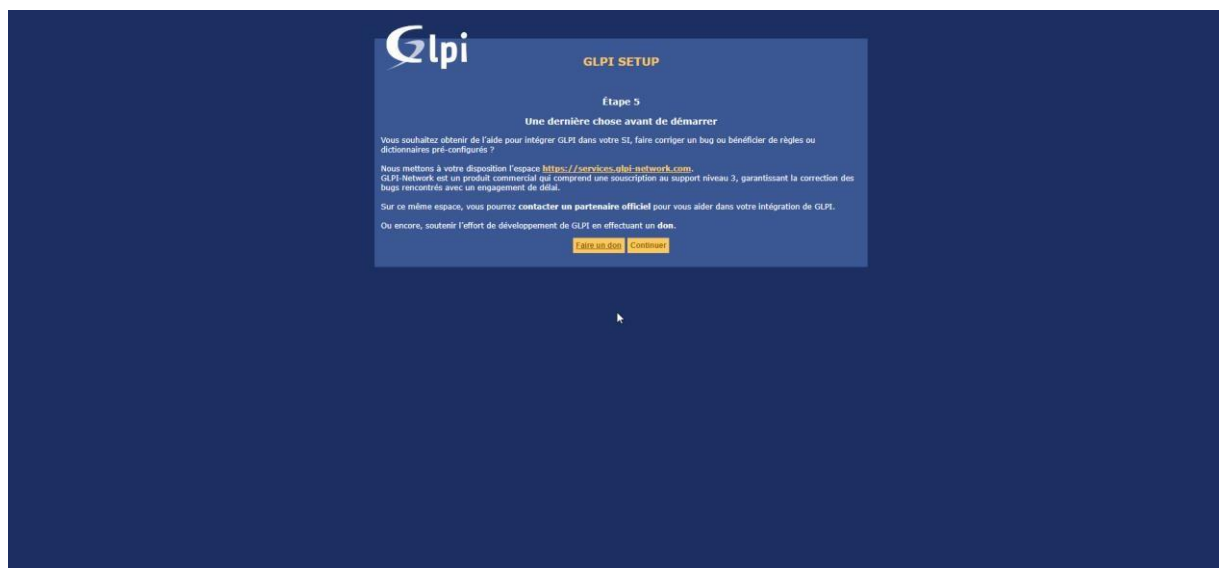 Glpi
GLPI SETUP
Étape 5
Une dernière chose avant de démarrer
Vous souhaitez obtenir de l'aide pour intégrer GLPI dans votre SI, faire corriger un bug ou bénéficier de règles ou
dictionnaires pré-configurés ?
Nous mettons à votre disposition l'espace https://services.glpi-network.com.
GLPI-Network est un produit commercial qui comprend une souscription au support niveau 3, garantissant la correction des
bugs rencontrés avec un engagement de délai.
Sur ce même espace, vous pourrez contacter un partenaire officiel pour vous aider dans votre intégration de GLPI.
Ou encore, soutenir l'effort de développement de GLPI en effectuant un don.
Faire un don Continuer